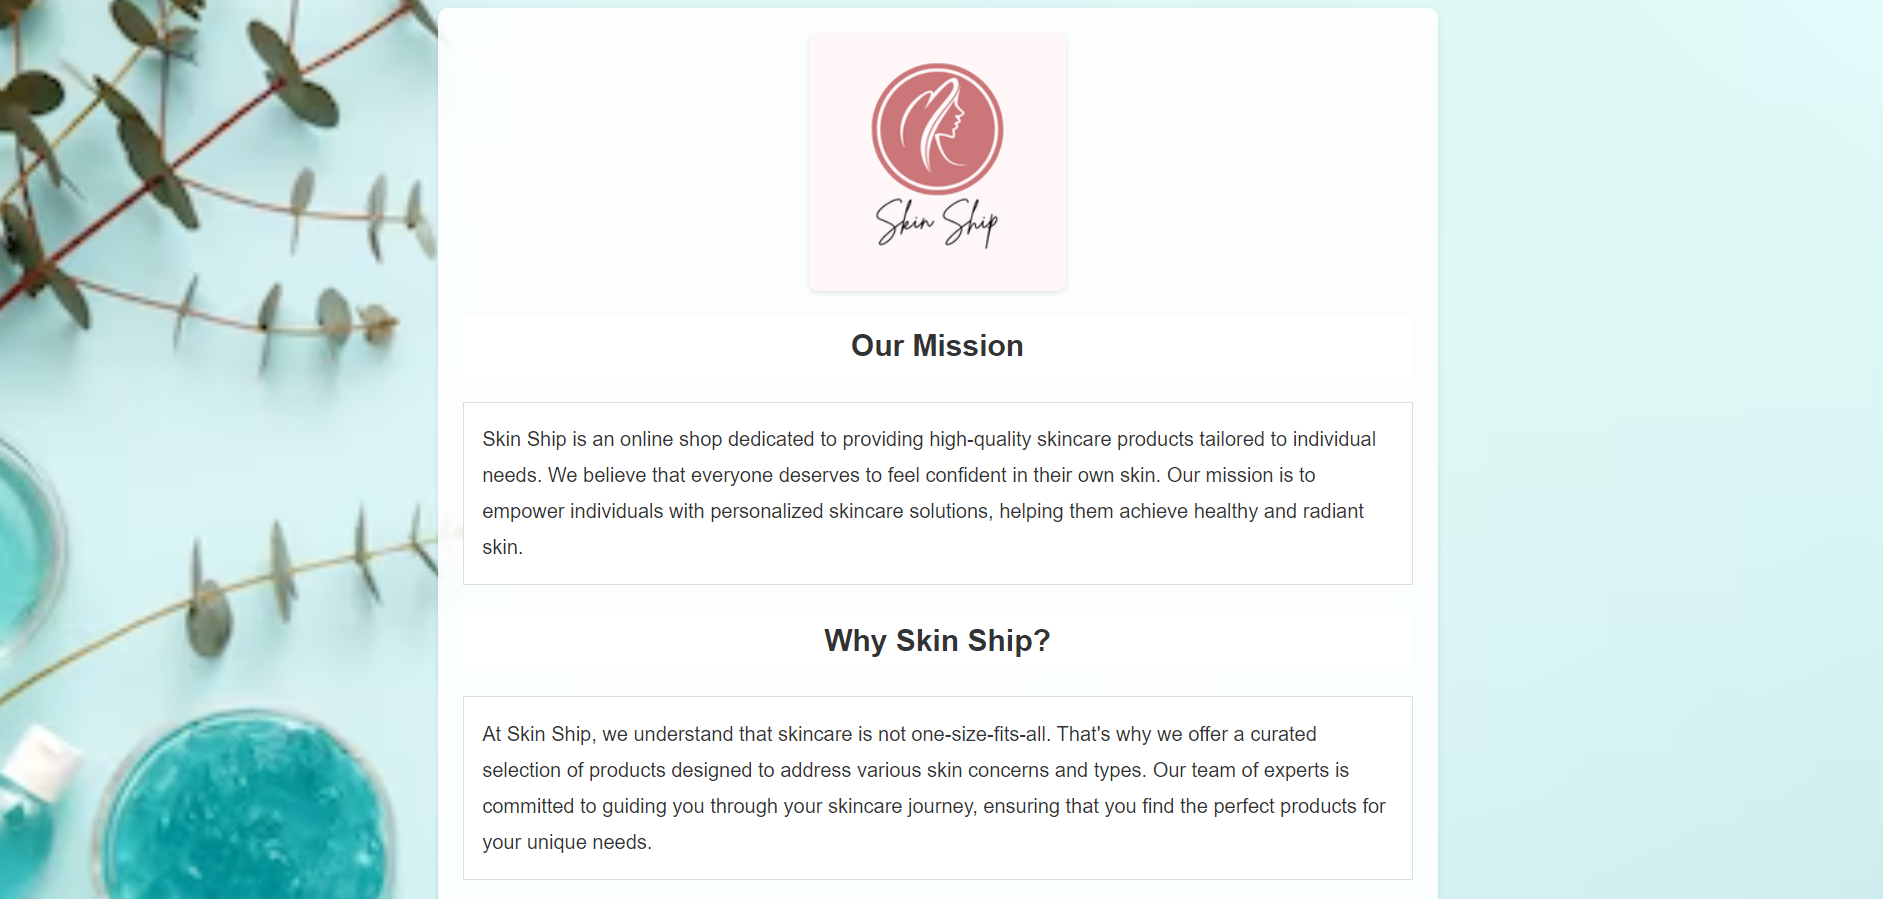 Skin Ship
Our Mission
Skin Ship is an online shop dedicated to providing high-quality skincare products tailored to individual
needs. We believe that everyone deserves to feel confident in their own skin. Our mission is to
empower individuals with personalized skincare solutions, helping them achieve healthy and radiant
skin.
Why Skin Ship?
At Skin Ship, we understand that skincare is not one-size-fits-all. That's why we offer a curated
selection of products designed to address various skin concerns and types. Our team of experts is
committed to guiding you through your skincare journey, ensuring that you find the perfect products for
your unique needs.